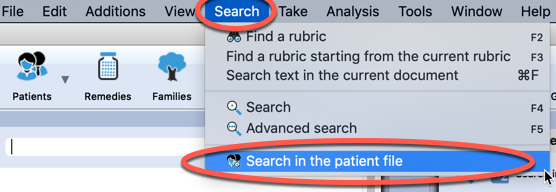 File Edit Additions View Search Take Analysis Tools Window Help
Find a rubric F2
Find a rubric starting from the current rubric F3
Search text in the current document ⌘F
Patients Remedies Families
Search F4
Advanced search F5
Search in the patient file